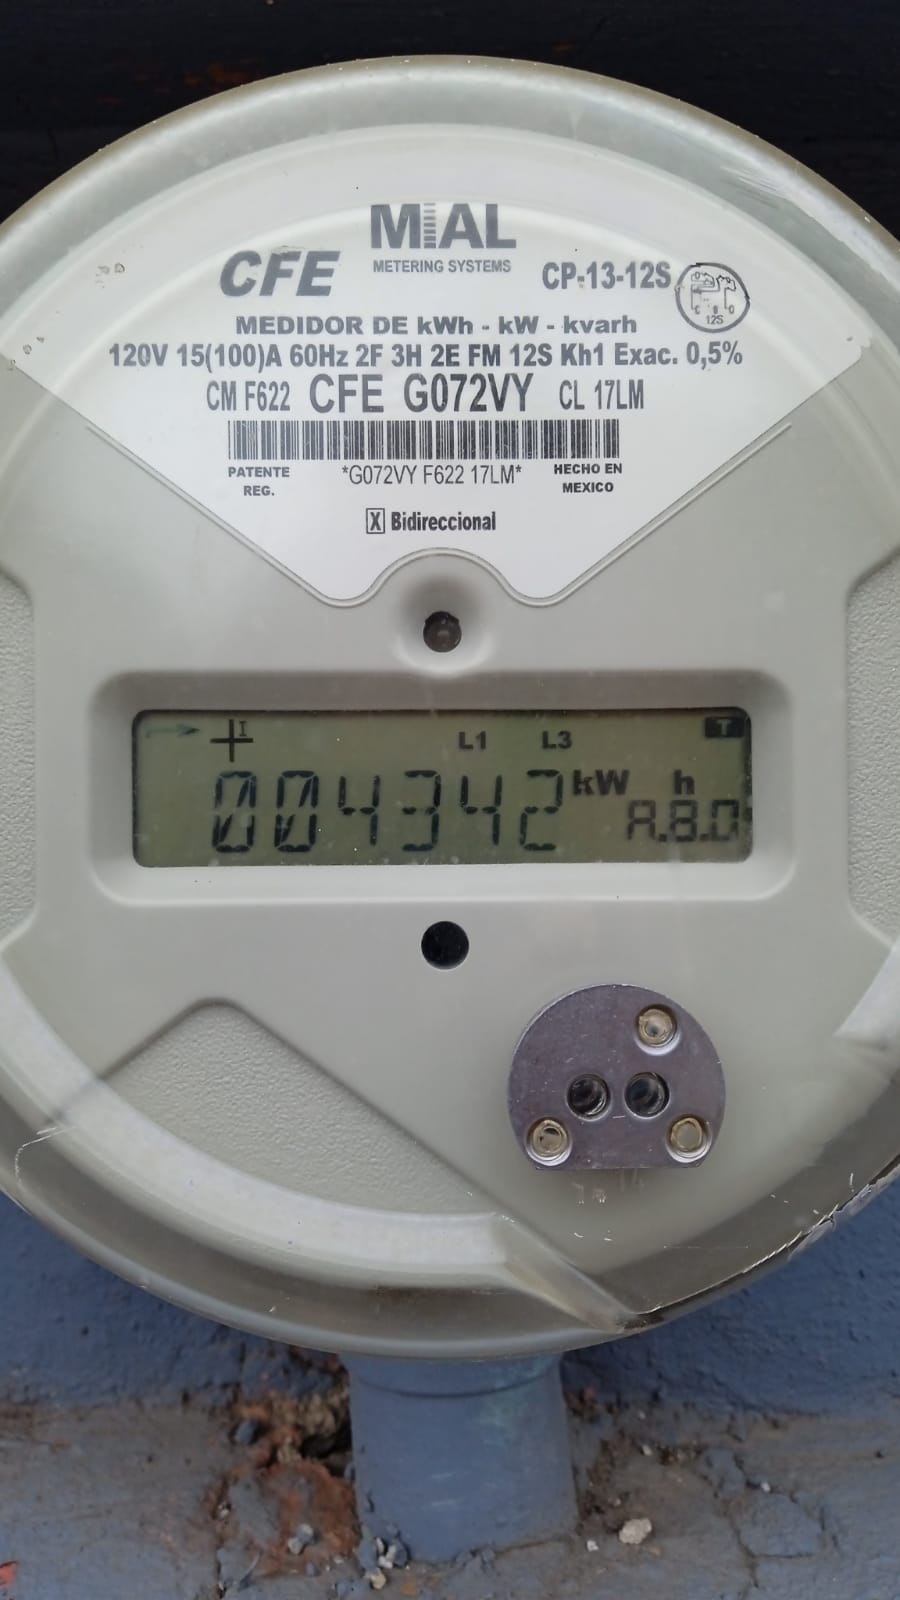 MIAL
METERING SYSTEMS
CFE
CP-13-12S
12S
MEDIDOR DE kWh - kW - kvarh
120V 15(100)A 60Hz 2F 3H 2E FM 12S Kh1 Exac. 0,5%
CM F622 CFE G072VY CL 17LM
PATENTE REG.
*G072VY F622 17LM*
HECHO EN MEXICO
X Bidireccional
L1 L3 T
004342 kW h
A.8.0